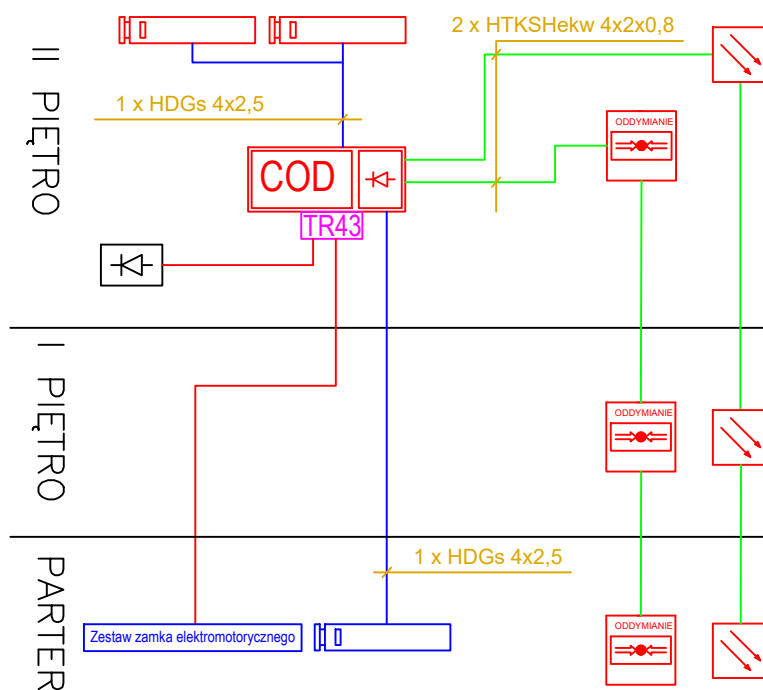 II PIĘTRO
1 x HDGs 4x2,5
2 x HTKSHekw 4x2x0,8
COD
TR43
ODDYMIANIE
I PIĘTRO
ODDYMIANIE
PARTER
1 x HDGs 4x2,5
Zestaw zamka elektromotorycznego
ODDYMIANIE